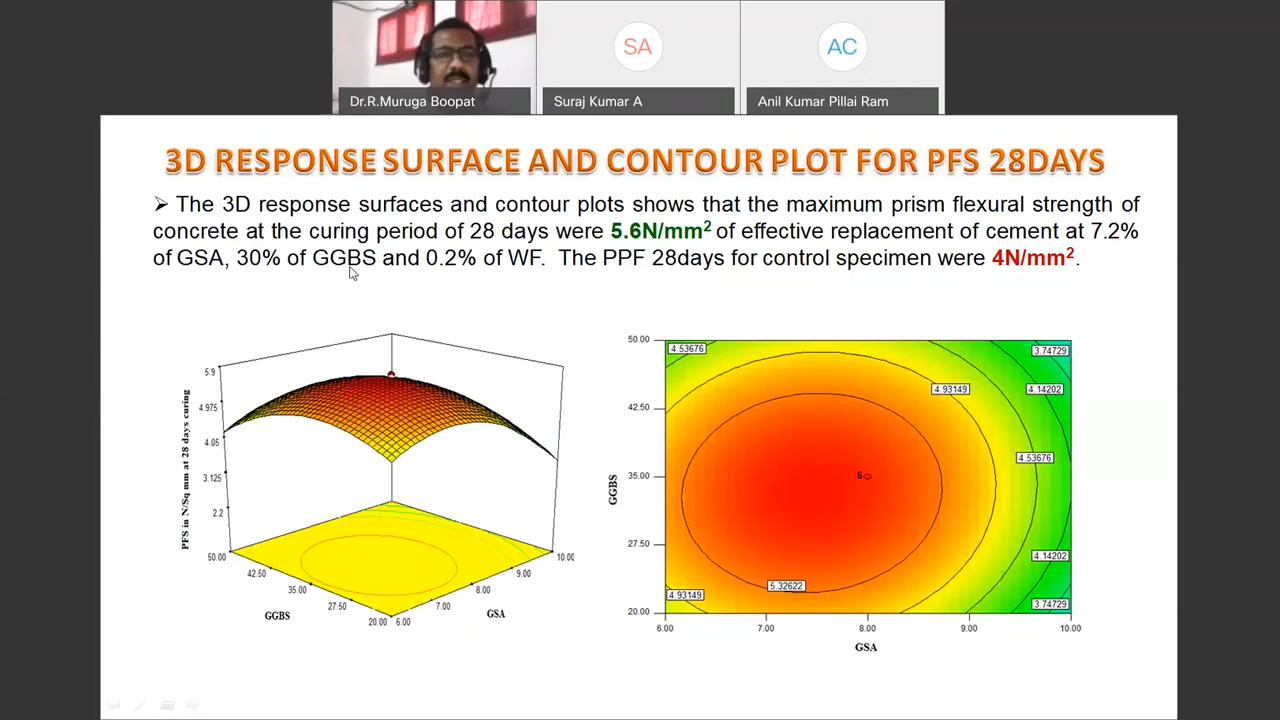 SA
AC
Dr.R.Muruga Boopat
Suraj Kumar A
Anil Kumar Pillai Ram
3D RESPONSE SURFACE AND CONTOUR PLOT FOR PFS 28DAYS
➢ The 3D response surfaces and contour plots shows that the maximum prism flexural strength of
concrete at the curing period of 28 days were 5.6N/mm² of effective replacement of cement at 7.2%
of GSA, 30% of GGBS and 0.2% of WF. The PPF 28days for control specimen were 4N/mm².
5.9
4.975
4.05
3.125
2.2
PFS in N/Sq mm at 28 days curing
50.00
42.50
35.00
27.50
20.00
GGBS
6.00
7.00
8.00
9.00
10.00
GSA
50.00
42.50
35.00
27.50
20.00
GGBS
4.53676
3.74729
4.93149
4.14202
4.53676
6
4.14202
5.32622
4.93149
3.74729
6.00
7.00
8.00
9.00
10.00
GSA